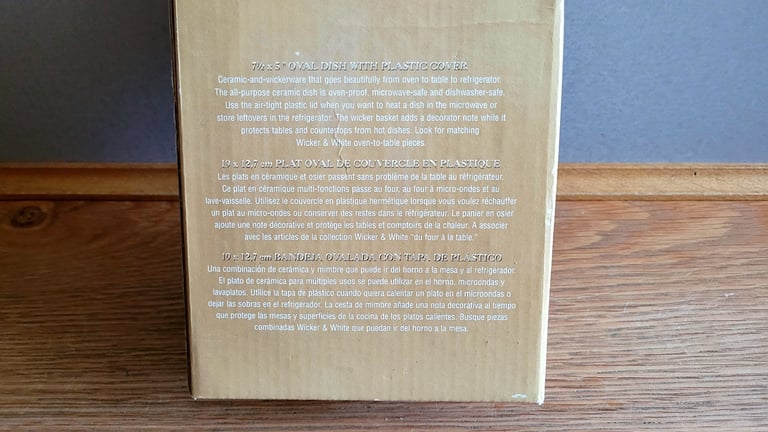 7½ x 5" OVAL DISH WITH PLASTIC COVER
Ceramic-and-wickerware that goes beautifully from oven to table to refrigerator.
The all-purpose ceramic dish is oven-proof, microwave-safe and dishwasher-safe.
Use the air-tight plastic lid when you want to heat a dish in the microwave or
store leftovers in the refrigerator. The wicker basket adds a decorator note while it
protects tables and countertops from hot dishes. Look for matching
Wicker & White oven-to-table pieces.
19 x 12,7 cm PLAT OVAL DE COUVERCLE EN PLASTIQUE
Les plats en céramique et osier passent sans problème de la table au réfrigérateur.
Ce plat en céramique multi-fonctions passe au four, au four à micro-ondes et au
lave-vaisselle. Utilisez le couvercle en plastique hermétique lorsque vous voulez réchauffer
un plat au micro-ondes ou conserver des restes dans le réfrigérateur. Le panier en osier
ajoute une note décorative et protège les tables et comptoirs de la chaleur. À associer
avec les articles de la collection Wicker & White "du four à la table."
19 x 12,7 cm BANDEJA OVALADA CON TAPA DE PLÁSTICO
Una combinación de cerámica y mimbre que puede ir del horno a la mesa y al refrigerador.
El plato de cerámica para múltiples usos se puede utilizar en el horno, microondas y
lavaplatos. Utilice la tapa de plástico cuando quiera calentar un plato en el microondas o
dejar las sobras en el refrigerador. La cesta de mimbre añade una nota decorativa al tiempo
que protege las mesas y superficies de la cocina de los platos calientes. Busque piezas
combinadas Wicker & White que puedan ir del horno a la mesa.